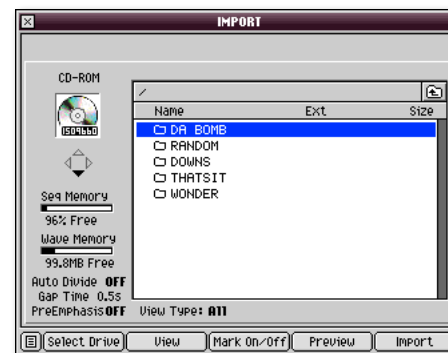 IMPORT
CD-ROM
ISO9660
/
Name Ext Size
DA BOMB
RANDOM
DOWNS
THATSIT
WONDER
Seq Memory
96% Free
Wave Memory
99.8MB Free
Auto Divide OFF
Gap Time 0.5s
PreEmphasis OFF
View Type: All
Select Drive View Mark On/Off Preview Import